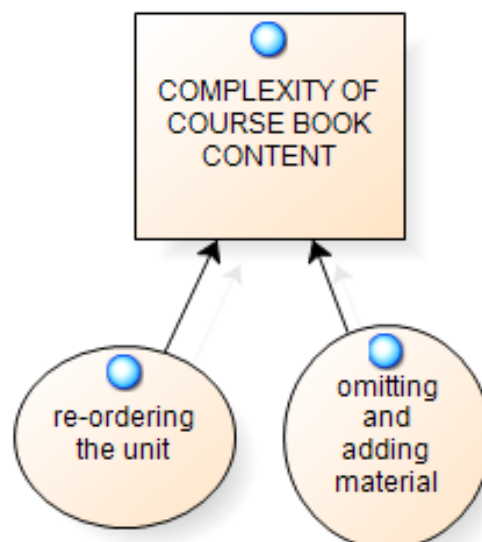 COMPLEXITY OF
COURSE BOOK
CONTENT
re-ordering
the unit
omitting
and
adding
material